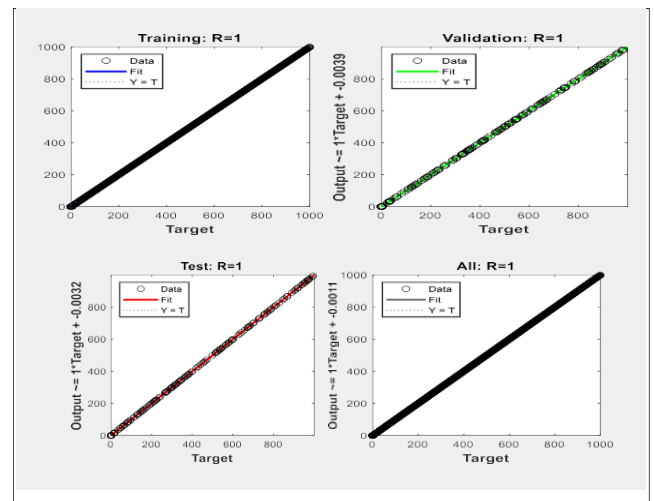 Training: R=1
Data
Fit
Y = T
1000
800
600
400
200
0
0 200 400 600 800 1000
Target
Validation: R=1
Output ~= 1*Target + -0.0039
Data
Fit
Y = T
800
600
400
200
0
0 200 400 600 800
Target
Test: R=1
Output ~= 1*Target + -0.0032
Data
Fit
Y = T
800
600
400
200
0
0 200 400 600 800
Target
All: R=1
Output ~= 1*Target + -0.0011
Data
Fit
Y = T
1000
800
600
400
200
0
0 200 400 600 800 1000
Target